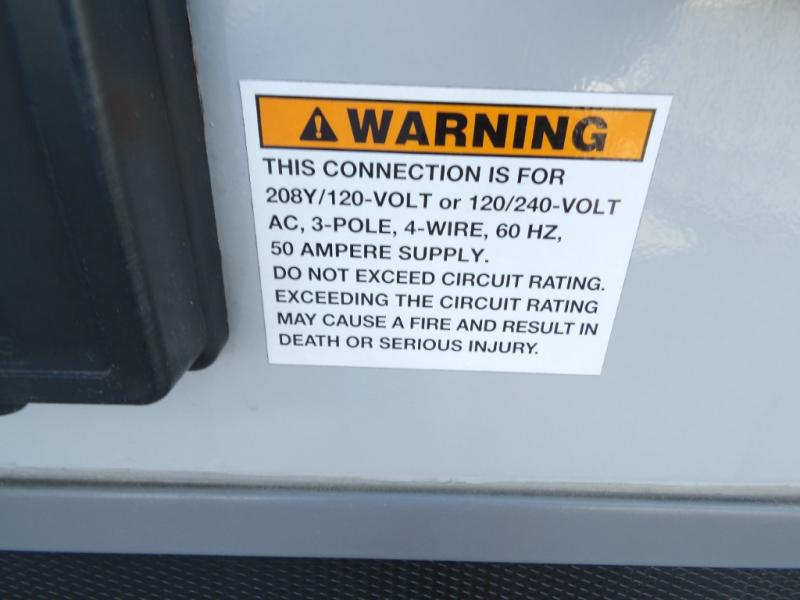 WARNING
THIS CONNECTION IS FOR
208Y/120-VOLT or 120/240-VOLT
AC, 3-POLE, 4-WIRE, 60 HZ,
50 AMPERE SUPPLY.
DO NOT EXCEED CIRCUIT RATING.
EXCEEDING THE CIRCUIT RATING
MAY CAUSE A FIRE AND RESULT IN
DEATH OR SERIOUS INJURY.